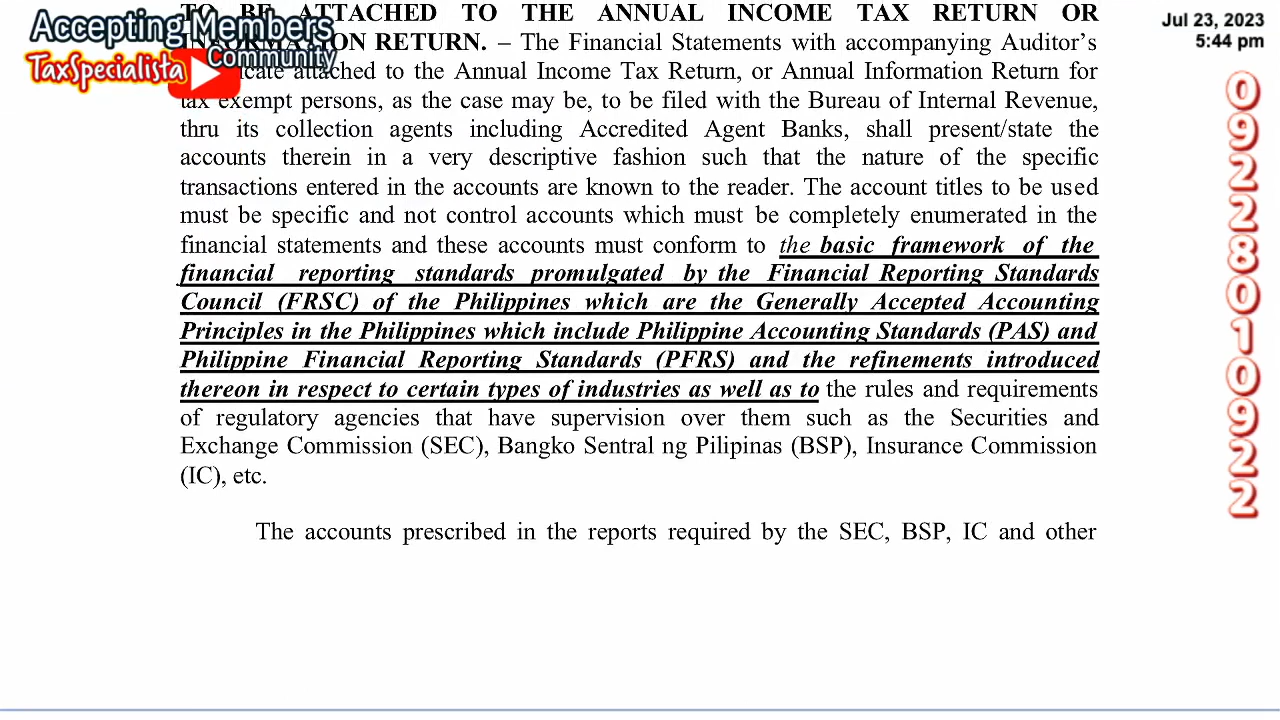 TO BE ATTACHED TO THE ANNUAL INCOME TAX RETURN OR
INFORMATION RETURN. – The Financial Statements with accompanying Auditor's
attached to the Annual Income Tax Return, or Annual Information Return for
tax exempt persons, as the case may be, to be filed with the Bureau of Internal Revenue,
thru its collection agents including Accredited Agent Banks, shall present/state the
accounts therein in a very descriptive fashion such that the nature of the specific
transactions entered in the accounts are known to the reader. The account titles to be used
must be specific and not control accounts which must be completely enumerated in the
financial statements and these accounts must conform to the basic framework of the
financial reporting standards promulgated by the Financial Reporting Standards
Council (FRSC) of the Philippines which are the Generally Accepted Accounting
Principles in the Philippines which include Philippine Accounting Standards (PAS) and
Philippine Financial Reporting Standards (PFRS) and the refinements introduced
thereon in respect to certain types of industries as well as to the rules and requirements
of regulatory agencies that have supervision over them such as the Securities and
Exchange Commission (SEC), Bangko Sentral ng Pilipinas (BSP), Insurance Commission
(IC), etc.
The accounts prescribed in the reports required by the SEC, BSP, IC and other
Accepting Members
Community
TaxSpecialista
Jul 23, 2023
5:44 pm
09228010922